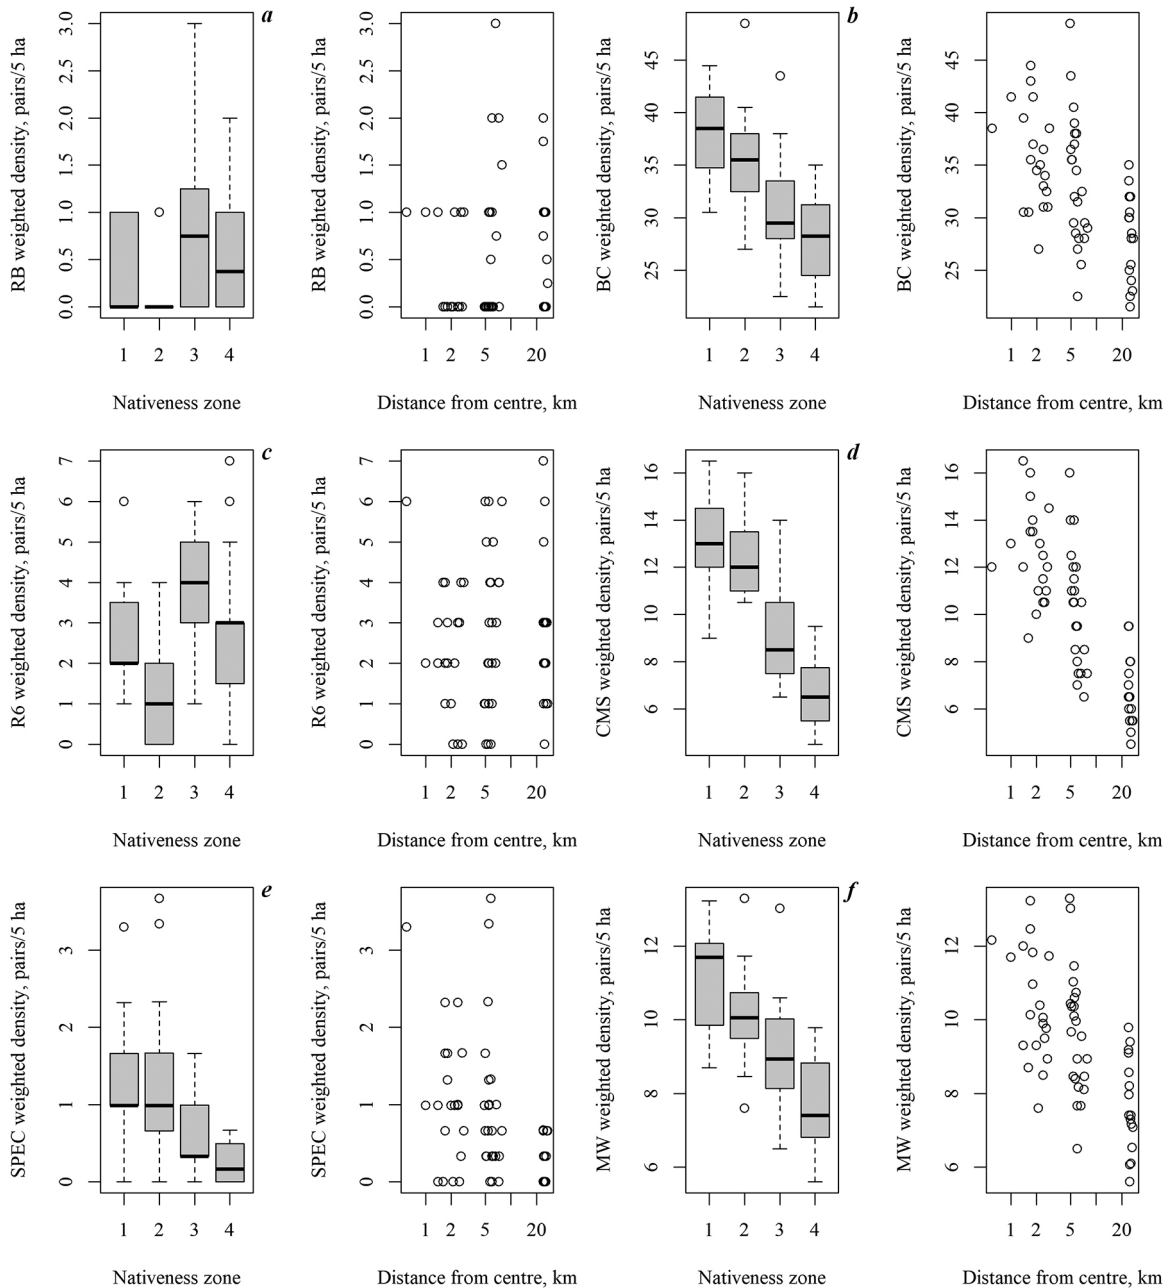 a
RB weighted density, pairs/5 ha
0.0 0.5 1.0 1.5 2.0 2.5 3.0
1 2 3 4
Nativeness zone
RB weighted density, pairs/5 ha
0.0 0.5 1.0 1.5 2.0 2.5 3.0
1 2 5 20
Distance from centre, km
b
BC weighted density, pairs/5 ha
25 30 35 40 45
1 2 3 4
Nativeness zone
BC weighted density, pairs/5 ha
25 30 35 40 45
1 2 5 20
Distance from centre, km
c
R6 weighted density, pairs/5 ha
0 1 2 3 4 5 6 7
1 2 3 4
Nativeness zone
R6 weighted density, pairs/5 ha
0 1 2 3 4 5 6 7
1 2 5 20
Distance from centre, km
d
CMS weighted density, pairs/5 ha
6 8 10 12 14 16
1 2 3 4
Nativeness zone
CMS weighted density, pairs/5 ha
6 8 10 12 14 16
1 2 5 20
Distance from centre, km
e
SPEC weighted density, pairs/5 ha
0 1 2 3
1 2 3 4
Nativeness zone
SPEC weighted density, pairs/5 ha
0 1 2 3
1 2 5 20
Distance from centre, km
f
MW weighted density, pairs/5 ha
6 8 10 12
1 2 3 4
Nativeness zone
MW weighted density, pairs/5 ha
6 8 10 12
1 2 5 20
Distance from centre, km